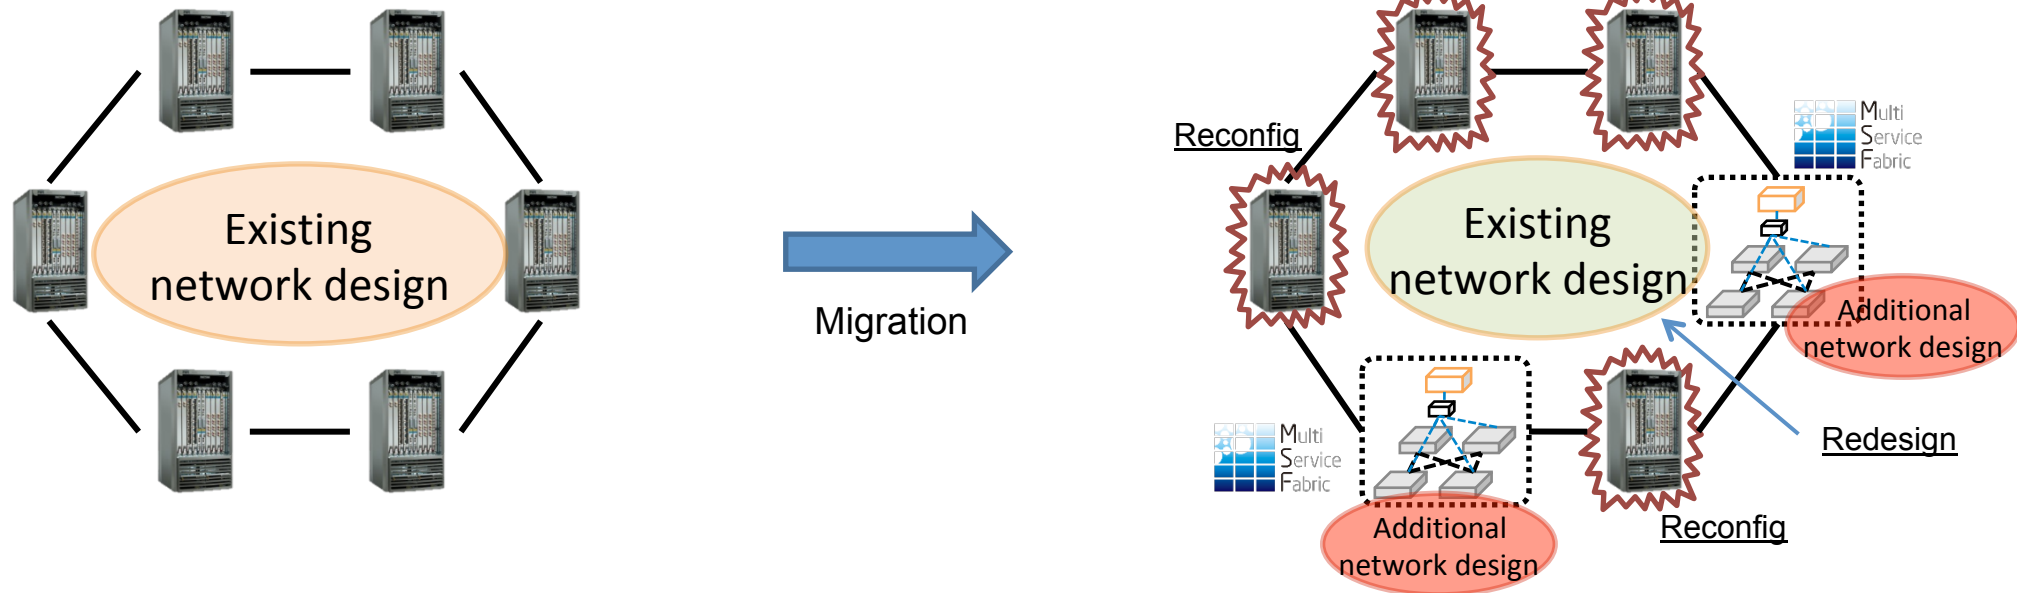 Existing
network design
Migration
Reconfig
Existing
network design
Multi
Service
Fabric
Additional
network design
Redesign
Multi
Service
Fabric
Additional
network design
Reconfig